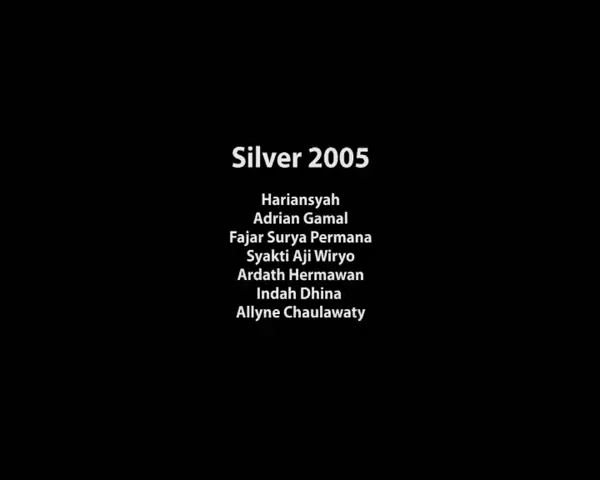 Silver 2005
Hariansyah
Adrian Gamal
Fajar Surya Permana
Syakti Aji Wiryo
Ardath Hermawan
Indah Dhina
Allyne Chaulawaty